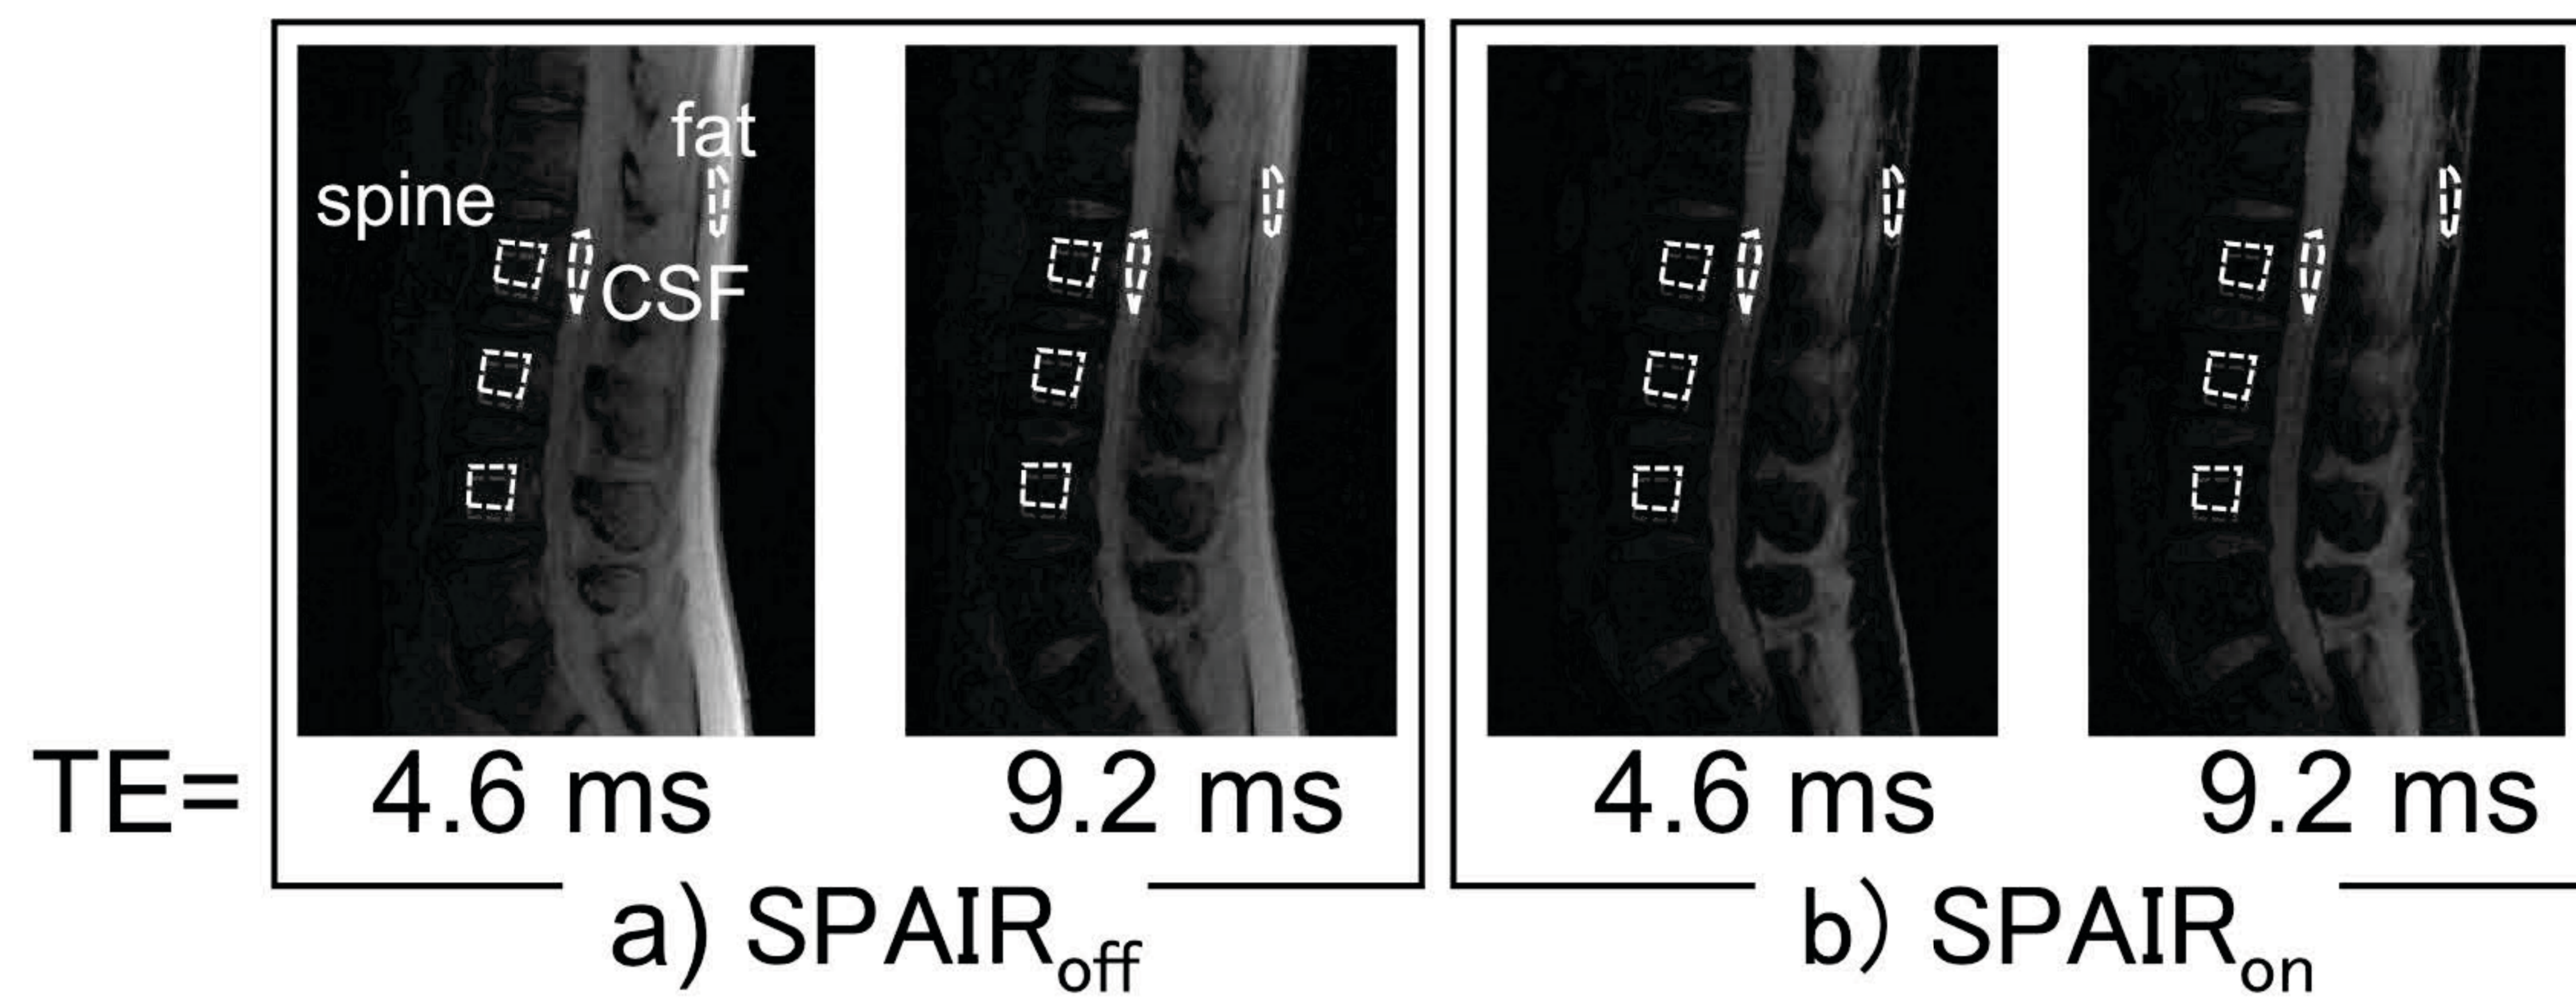 fat
spine
CSF
TE= 4.6 ms 9.2 ms 4.6 ms 9.2 ms
a) SPAIRoff b) SPAIRon